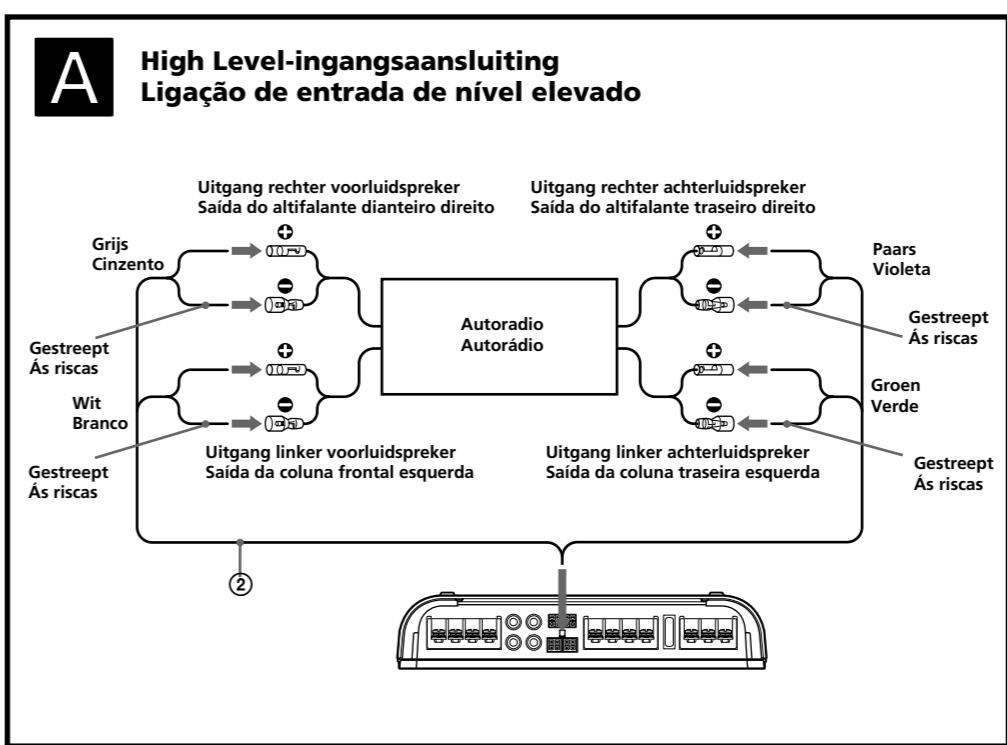 A
High Level-ingangsaansluiting
Ligação de entrada de nível elevado
Uitgang rechter voorluidspreker
Saída do altifalante dianteiro direito
Uitgang rechter achterluidspreker
Saída do altifalante traseiro direito
Grijs
Cinzento
Paars
Violeta
Gestreept
Ás riscas
Autoradio
Autorádio
Gestreept
Ás riscas
Wit
Branco
Groen
Verde
Uitgang linker voorluidspreker
Saída da coluna frontal esquerda
Uitgang linker achterluidspreker
Saída da coluna traseira esquerda
Gestreept
Ás riscas
Gestreept
Ás riscas
②